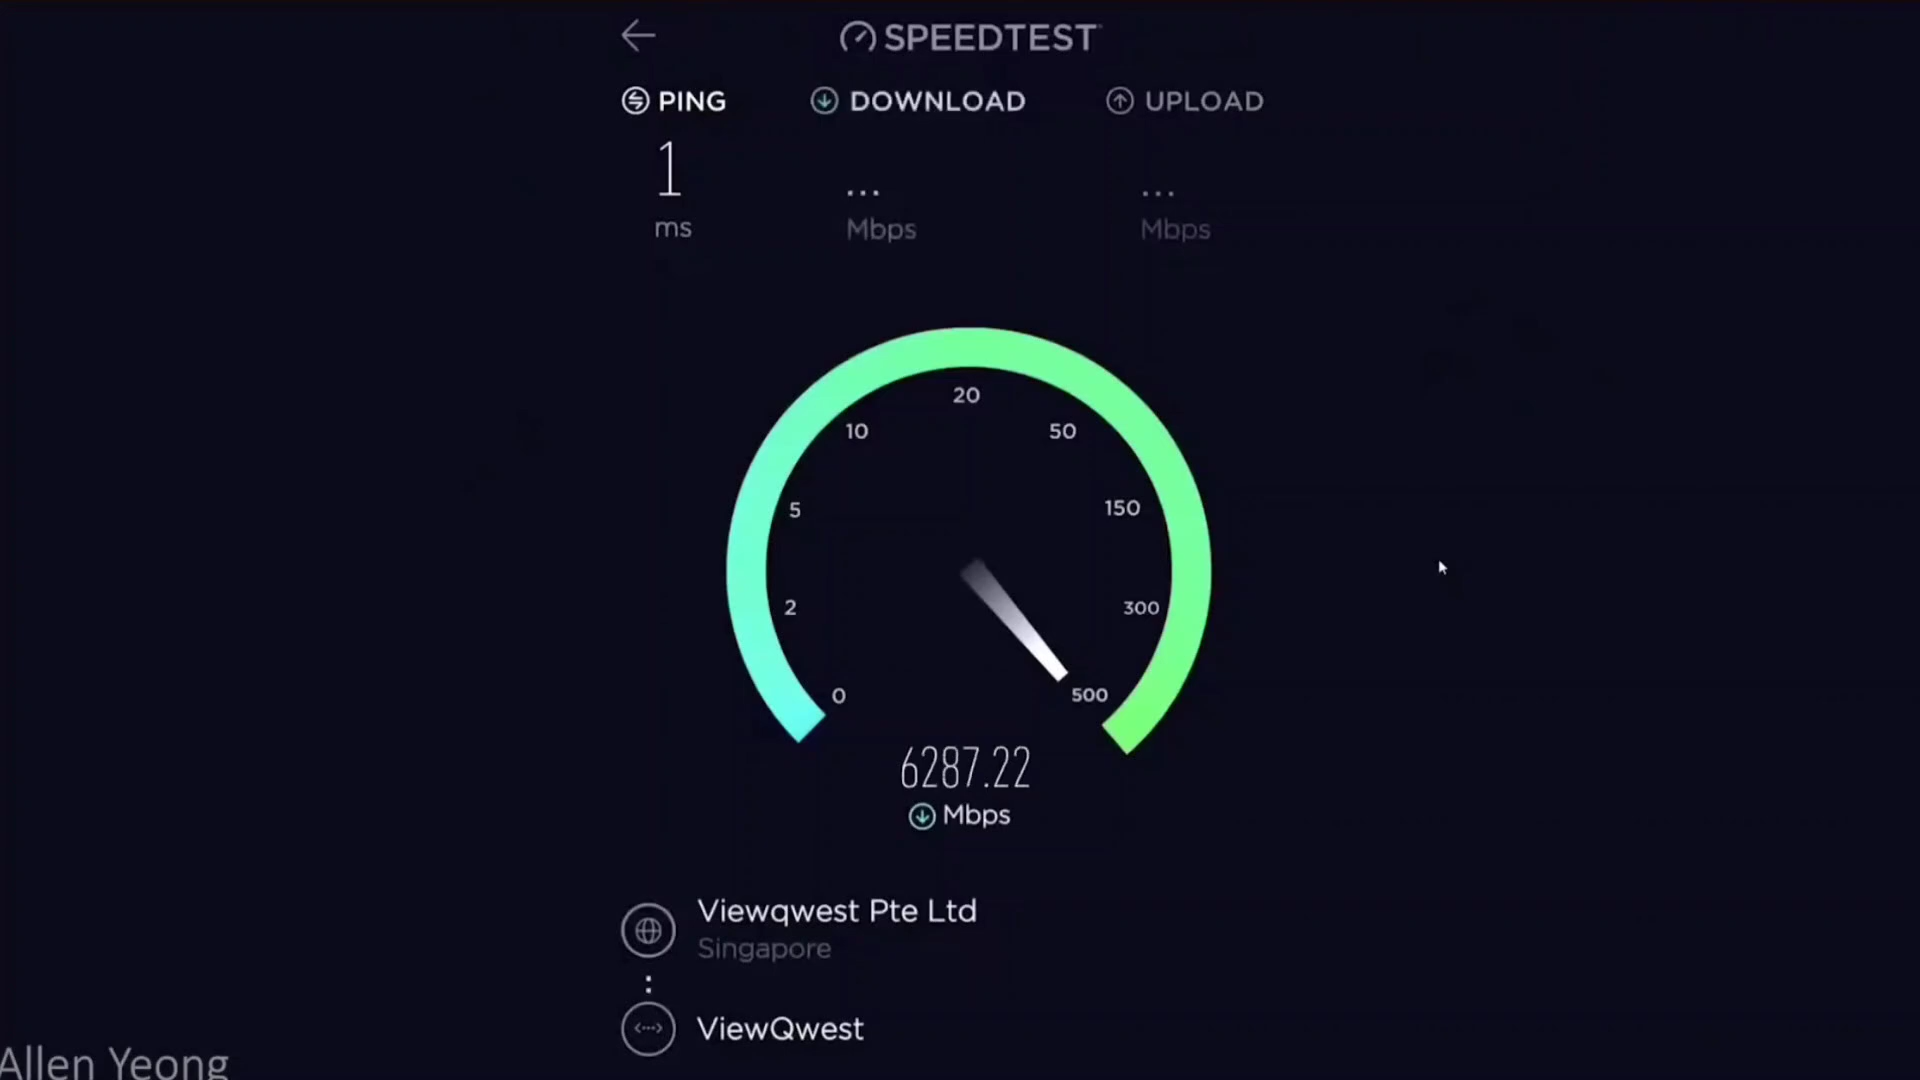 SPEEDTEST
PING
DOWNLOAD
UPLOAD
1
...
...
ms
Mbps
Mbps
20
10
50
5
150
2
300
0
500
6287.22
Mbps
Viewqwest Pte Ltd
Singapore
ViewQwest
Allen Yeong